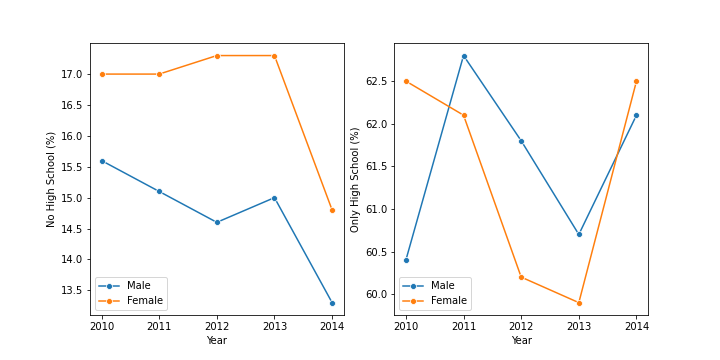 No High School (%)
17.0
16.5
16.0
15.5
15.0
14.5
14.0
13.5
Male
Female
2010 2011 2012 2013 2014
Year
Only High School (%)
62.5
62.0
61.5
61.0
60.5
60.0
Male
Female
2010 2011 2012 2013 2014
Year